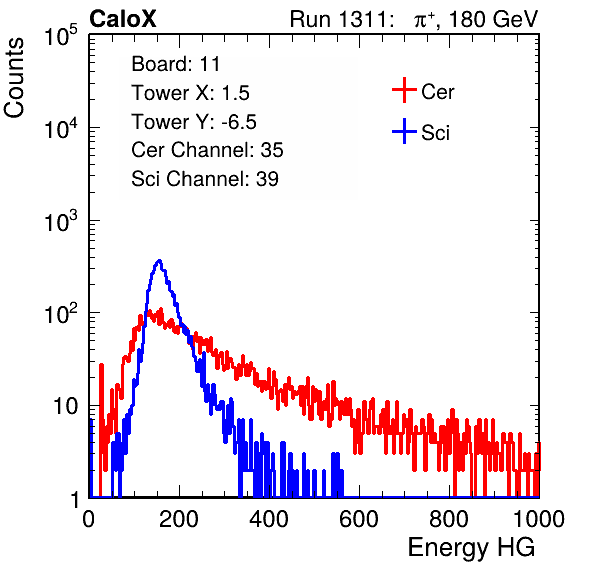 CaloX Run 1311: π⁺, 180 GeV
Board: 11
Tower X: 1.5
Tower Y: -6.5
Cer Channel: 35
Sci Channel: 39
Cer
Sci
Counts
10⁵
10⁴
10³
10²
10
1
0 200 400 600 800 1000
Energy HG